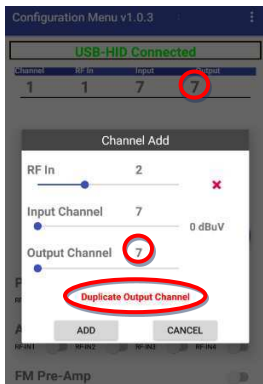 Configuration Menu v1.0.3
USB-HID Connected
Channel RF In Input Output
1 1 7 7
Channel Add
RF In 2
Input Channel 7
0 dBuV
Output Channel 7
Duplicate Output Channel
P
ADD CANCEL
A
RF-IN1 RF-IN2 RF-IN3 RF-IN4
FM Pre-Amp